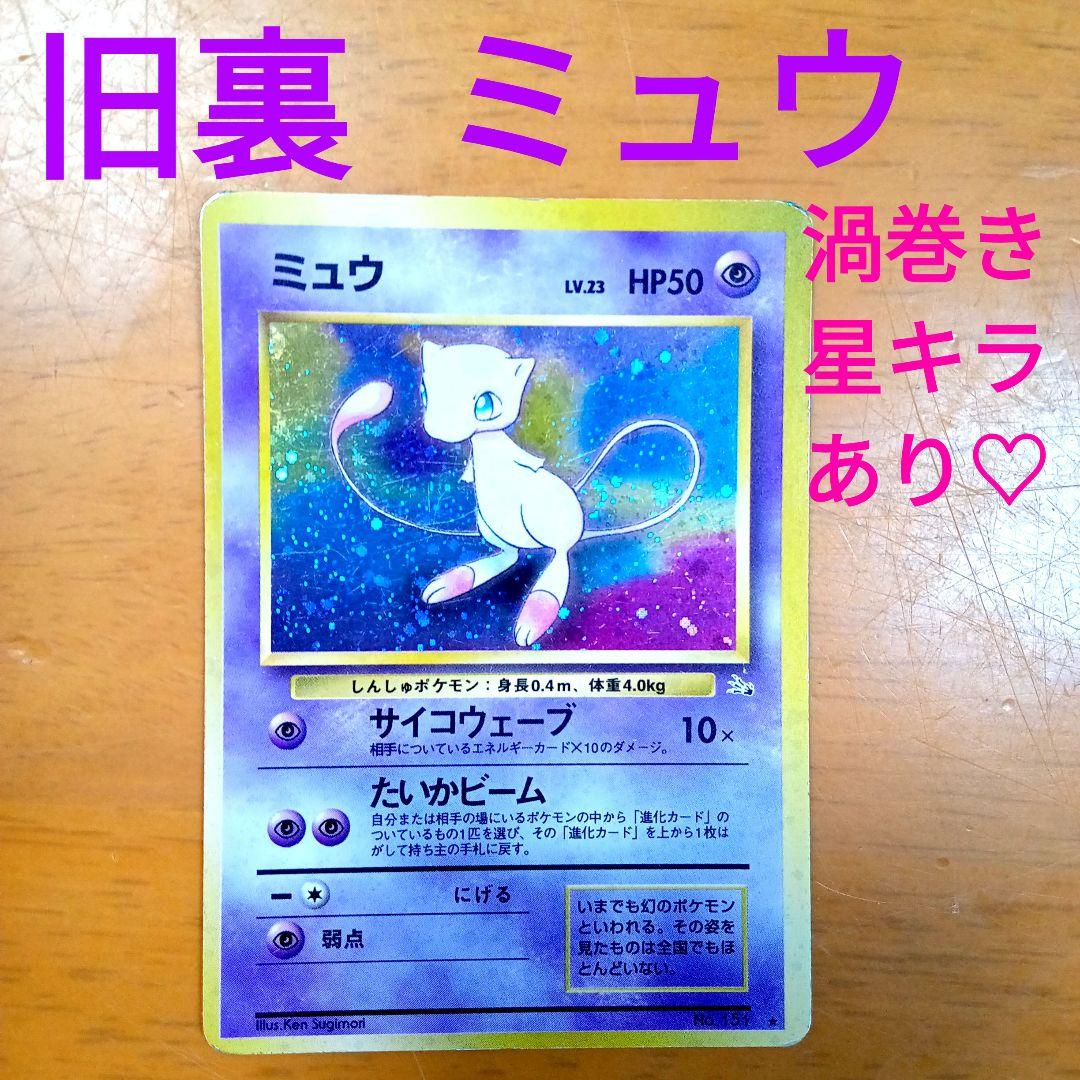 旧裏 ミュウ
渦巻き
星キラ
あり♡
ミュウ LV.23 HP50
しんしゅポケモン：身長0.4m、体重4.0kg
サイコウェーブ 10×
相手についているエネルギーカード×10のダメージ。
たいかビーム
自分または相手の場にいるポケモンの中から「進化カード」の
ついているもの1匹を選び、その「進化カード」を上から1枚は
がして持ち主の手札に戻す。
ー にげる
弱点
いまでも幻のポケモン
といわれる。その姿を
見たものは全国でもほ
とんどいない。
Illus.Ken Sugimori No.151 ★